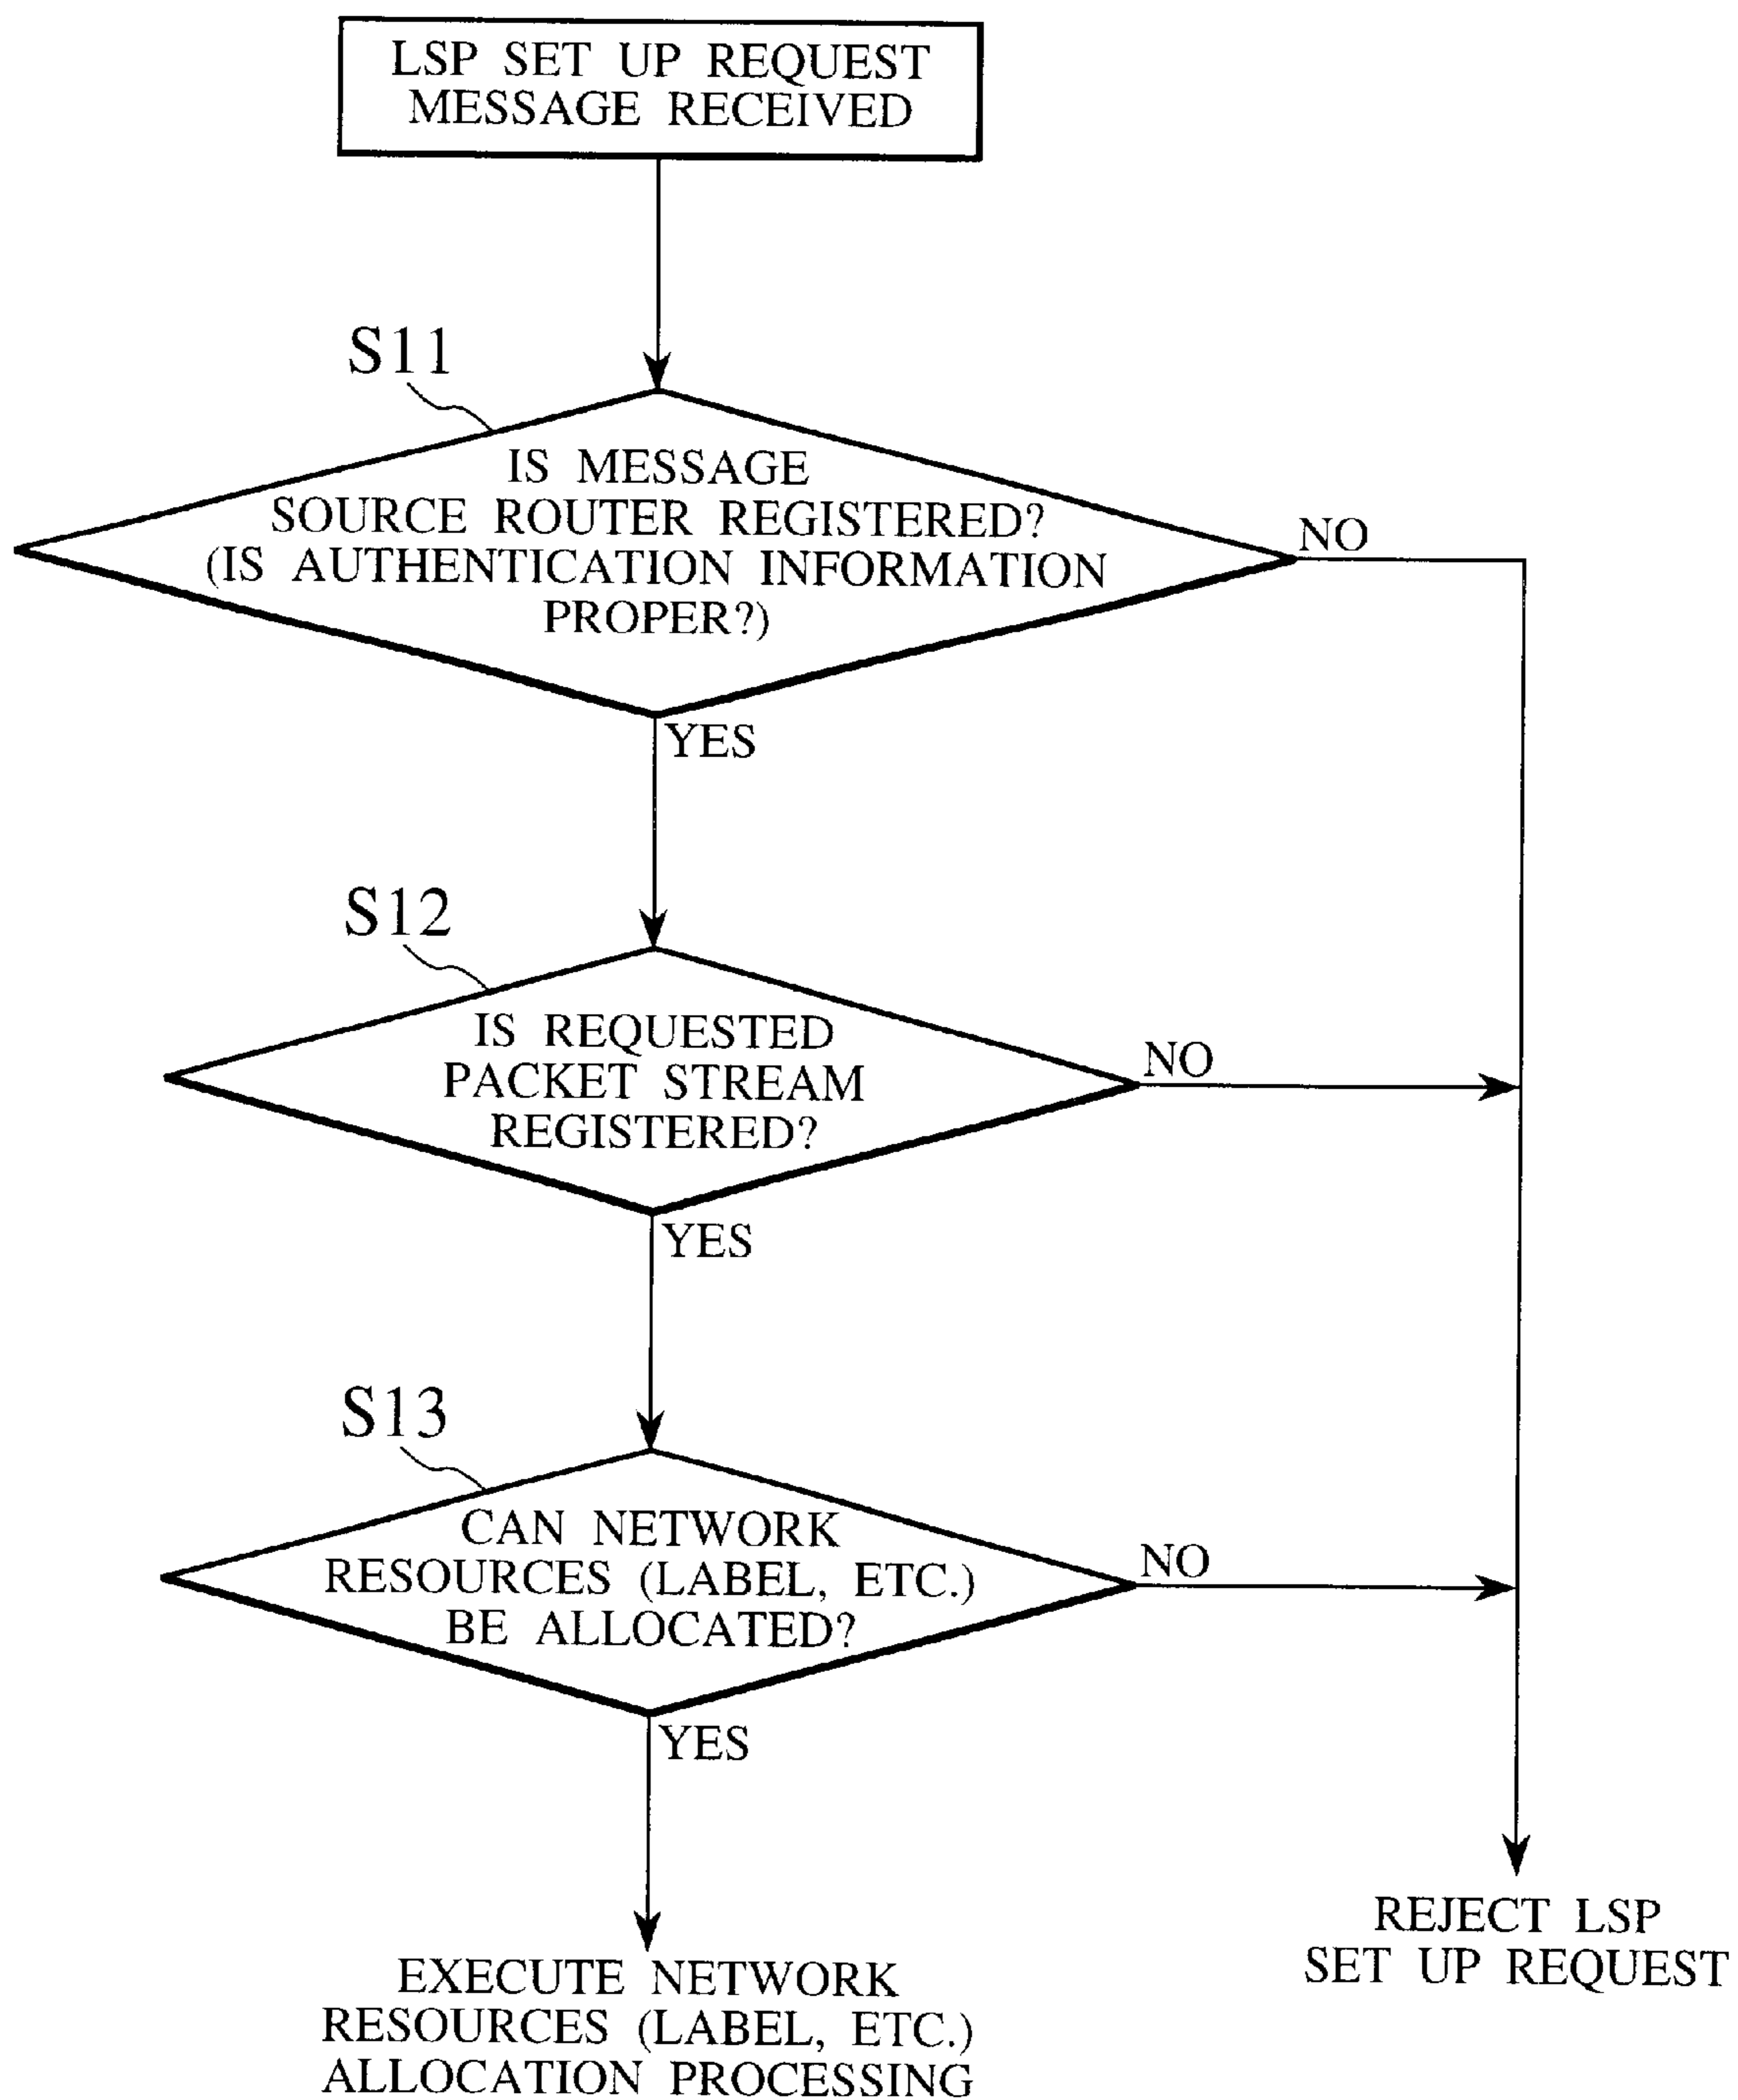 LSP SET UP REQUEST
MESSAGE RECEIVED
S11
IS MESSAGE
SOURCE ROUTER REGISTERED?
(IS AUTHENTICATION INFORMATION
PROPER?)
NO
YES
S12
IS REQUESTED
PACKET STREAM
REGISTERED?
NO
YES
S13
CAN NETWORK
RESOURCES (LABEL, ETC.)
BE ALLOCATED?
NO
YES
REJECT LSP
SET UP REQUEST
EXECUTE NETWORK
RESOURCES (LABEL, ETC.)
ALLOCATION PROCESSING